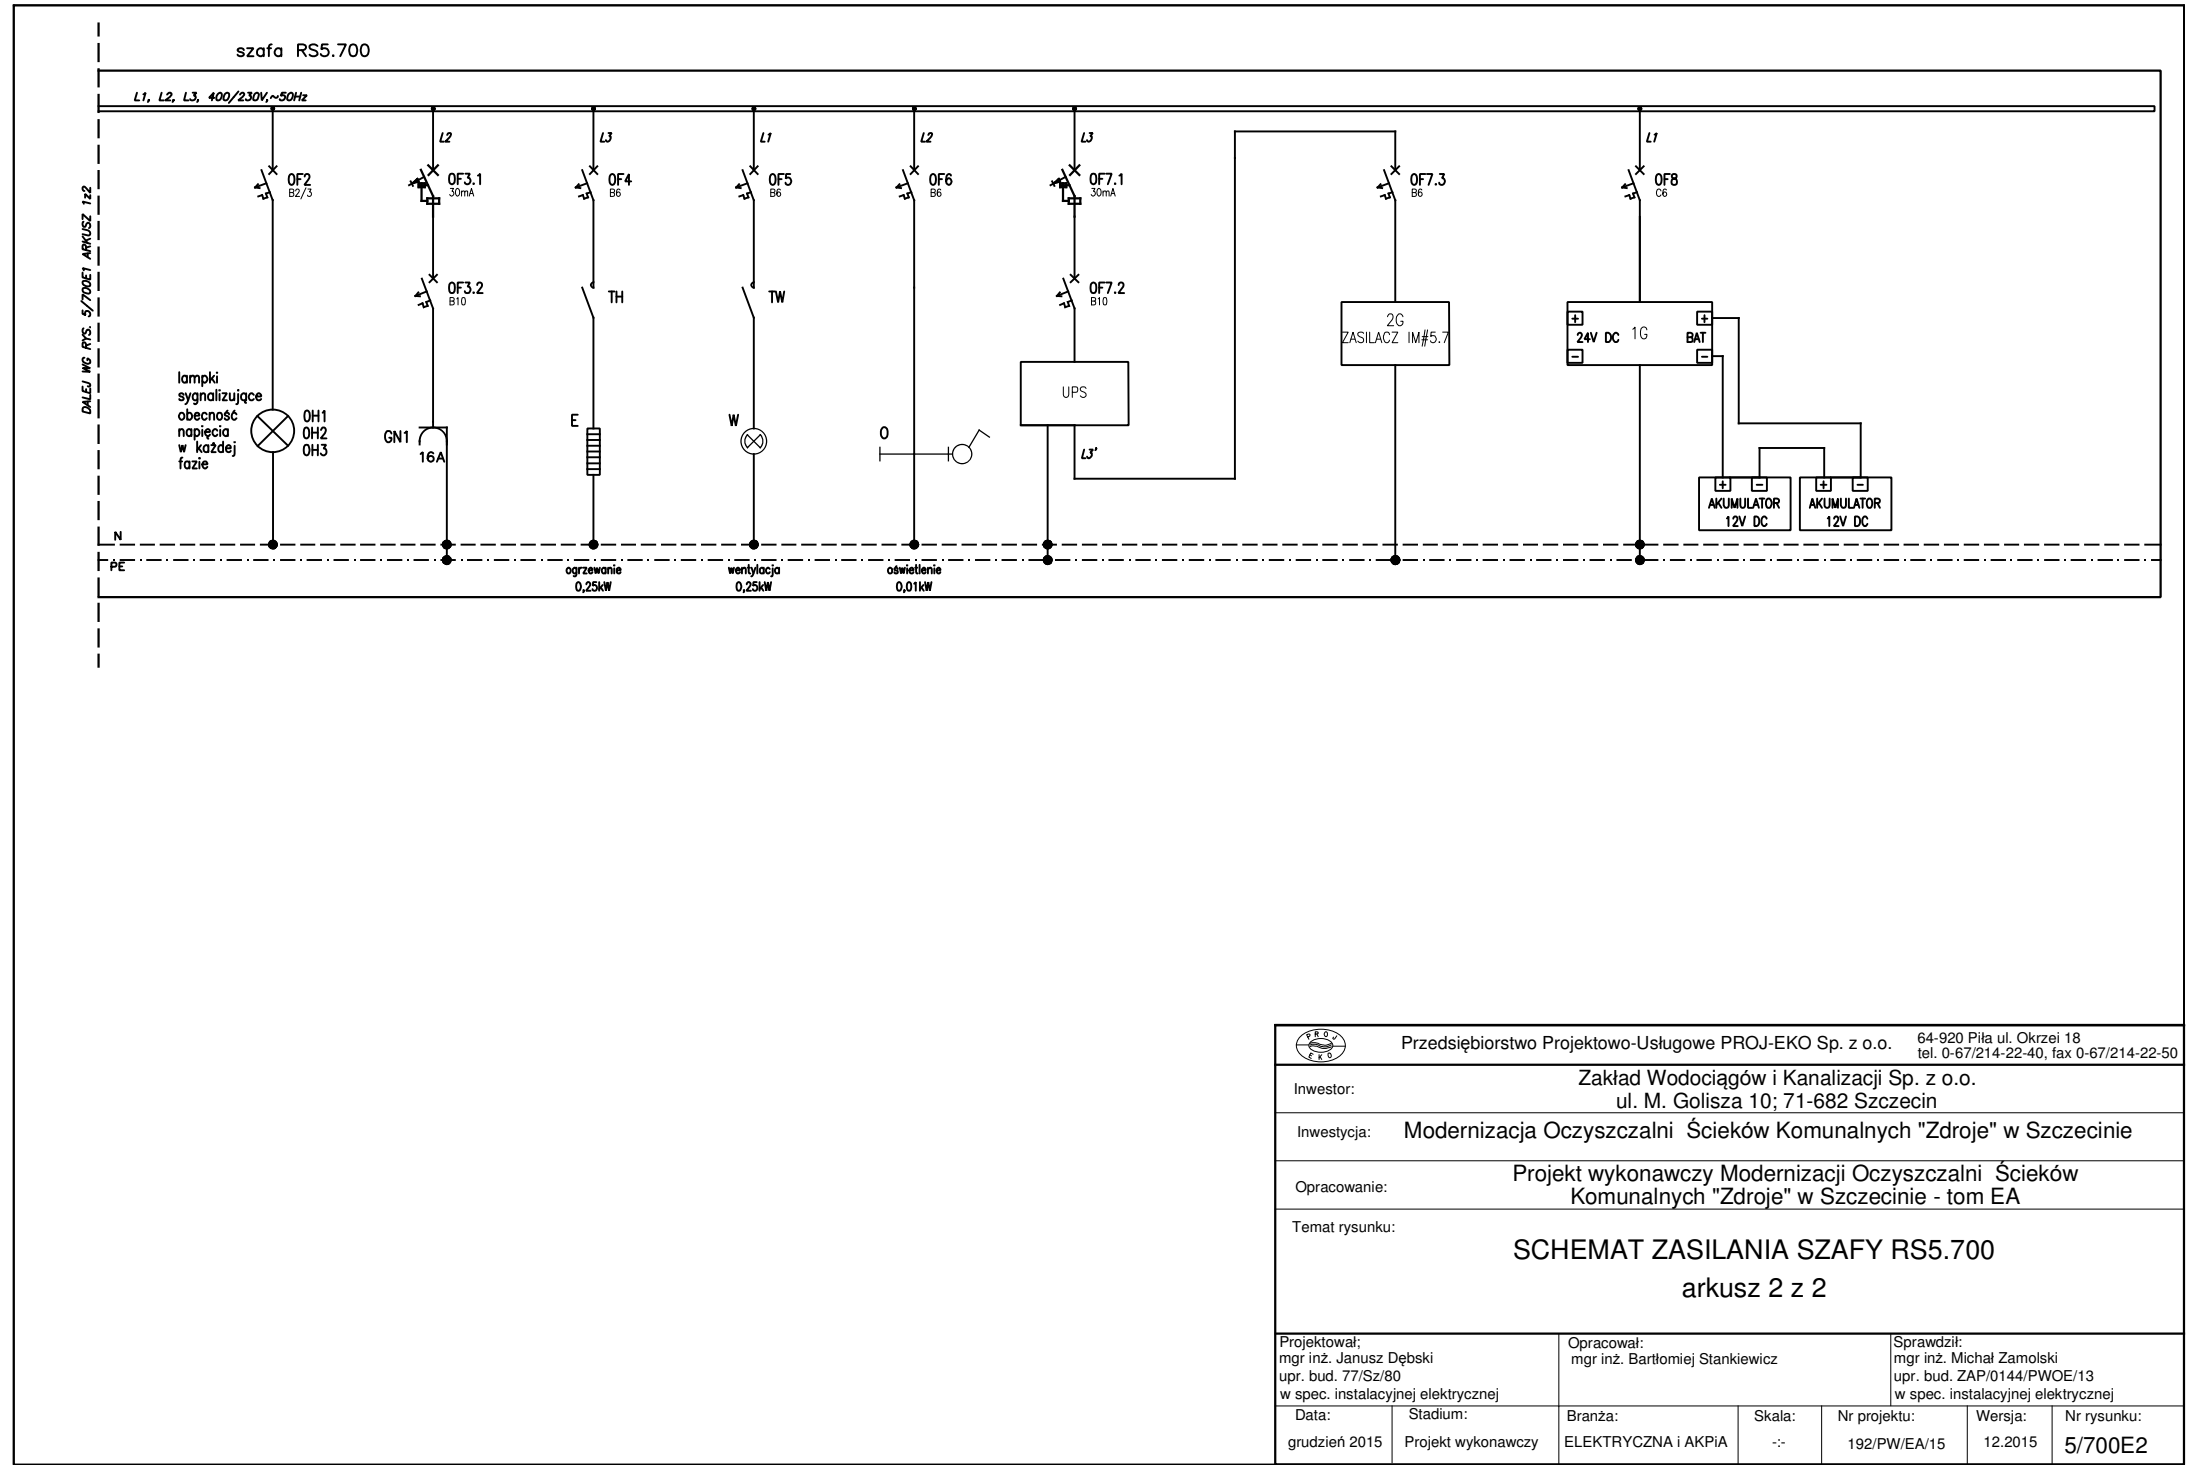 szafa RS5.700
L1, L2, L3, 400/230V,~50Hz
DALEJ WG RYS. 5/700E1 ARKUSZ 1z2
L2
L3
L1
L2
L3
L1
0F2
B2/3
0F3.1
30mA
0F4
B6
0F5
B6
0F6
B6
0F7.1
30mA
0F7.3
B6
0F8
C6
0F3.2
B10
TH
TW
0F7.2
B10
2G
ZASILACZ IM#5.7
+
24V DC
-
1G
+
BAT
-
UPS
lampki
sygnalizujące
obecność
napięcia
w każdej
fazie
0H1
0H2
0H3
GN1
16A
E
W
O
L3'
+ -
AKUMULATOR
12V DC
+ -
AKUMULATOR
12V DC
N
PE
ogrzewanie
0,25kW
wentylacja
0,25kW
oświetlenie
0,01kW
PROJ
EKO
Przedsiębiorstwo Projektowo-Usługowe PROJ-EKO Sp. z o.o.
64-920 Piła ul. Okrzei 18
tel. 0-67/214-22-40, fax 0-67/214-22-50
Inwestor:
Zakład Wodociągów i Kanalizacji Sp. z o.o.
ul. M. Golisza 10; 71-682 Szczecin
Inwestycja:
Modernizacja Oczyszczalni Ścieków Komunalnych "Zdroje" w Szczecinie
Opracowanie:
Projekt wykonawczy Modernizacji Oczyszczalni Ścieków
Komunalnych "Zdroje" w Szczecinie - tom EA
Temat rysunku:
SCHEMAT ZASILANIA SZAFY RS5.700
arkusz 2 z 2
Projektował;
mgr inż. Janusz Dębski
upr. bud. 77/Sz/80
w spec. instalacyjnej elektrycznej
Opracował:
mgr inż. Bartłomiej Stankiewicz
Sprawdził:
mgr inż. Michał Zamolski
upr. bud. ZAP/0144/PWOE/13
w spec. instalacyjnej elektrycznej
Data:
grudzień 2015
Stadium:
Projekt wykonawczy
Branża:
ELEKTRYCZNA i AKPiA
Skala:
-:-
Nr projektu:
192/PW/EA/15
Wersja:
12.2015
Nr rysunku:
5/700E2